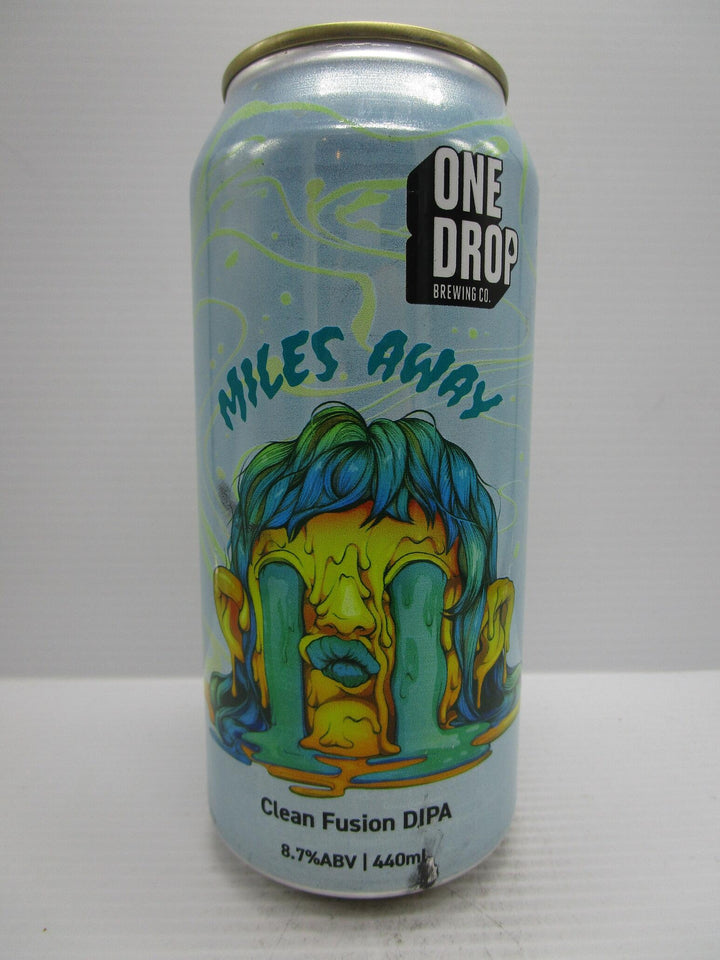 ONE
DROP
BREWING CO.
MILES AWAY
Clean Fusion DIPA
8.7%ABV | 440ml